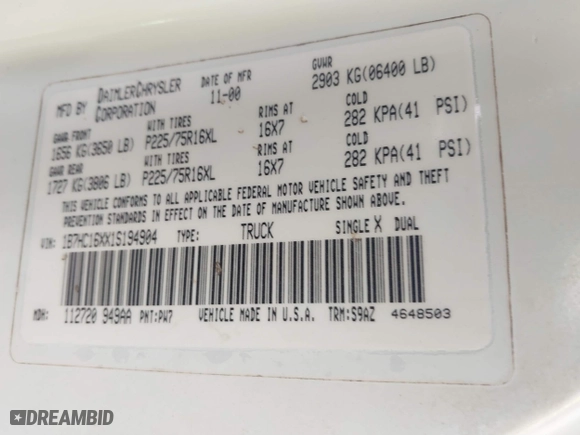 MFD BY DAIMLERCHRYSLER CORPORATION DATE OF MFR 11-00 GVWR 2903 KG(06400 LB)
GAWR FRONT WITH TIRES RIMS AT COLD
1656 KG(3650 LB) P225/75R16XL 16X7 282 KPA(41 PSI)
GAWR REAR WITH TIRES RIMS AT COLD
1727 KG(3806 LB) P225/75R16XL 16X7 282 KPA(41 PSI)
THIS VEHICLE CONFORMS TO ALL APPLICABLE FEDERAL MOTOR VEHICLE SAFETY AND THEFT
PREVENTION STANDARDS IN EFFECT ON THE DATE OF MANUFACTURE SHOWN ABOVE.
VIN: 1B7HC16XX1S194904 TYPE: TRUCK SINGLE X DUAL
MDH: 112720 949AA PNT:PW7 VEHICLE MADE IN U.S.A. TRM:S9AZ 4648503
DREAMBID